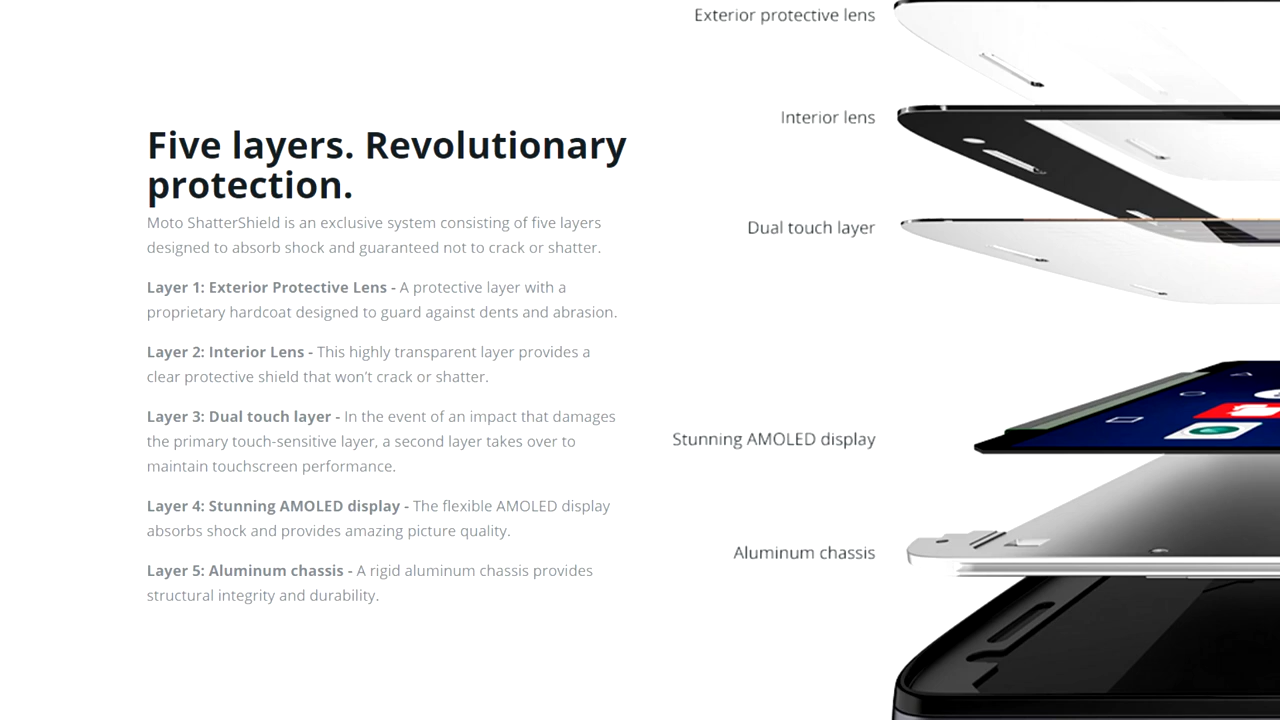 Five layers. Revolutionary
protection.
Moto ShatterShield is an exclusive system consisting of five layers
designed to absorb shock and guaranteed not to crack or shatter.
Layer 1: Exterior Protective Lens - A protective layer with a
proprietary hardcoat designed to guard against dents and abrasion.
Layer 2: Interior Lens - This highly transparent layer provides a
clear protective shield that won't crack or shatter.
Layer 3: Dual touch layer - In the event of an impact that damages
the primary touch-sensitive layer, a second layer takes over to
maintain touchscreen performance.
Layer 4: Stunning AMOLED display - The flexible AMOLED display
absorbs shock and provides amazing picture quality.
Layer 5: Aluminum chassis - A rigid aluminum chassis provides
structural integrity and durability.
Exterior protective lens
Interior lens
Dual touch layer
Stunning AMOLED display
Aluminum chassis